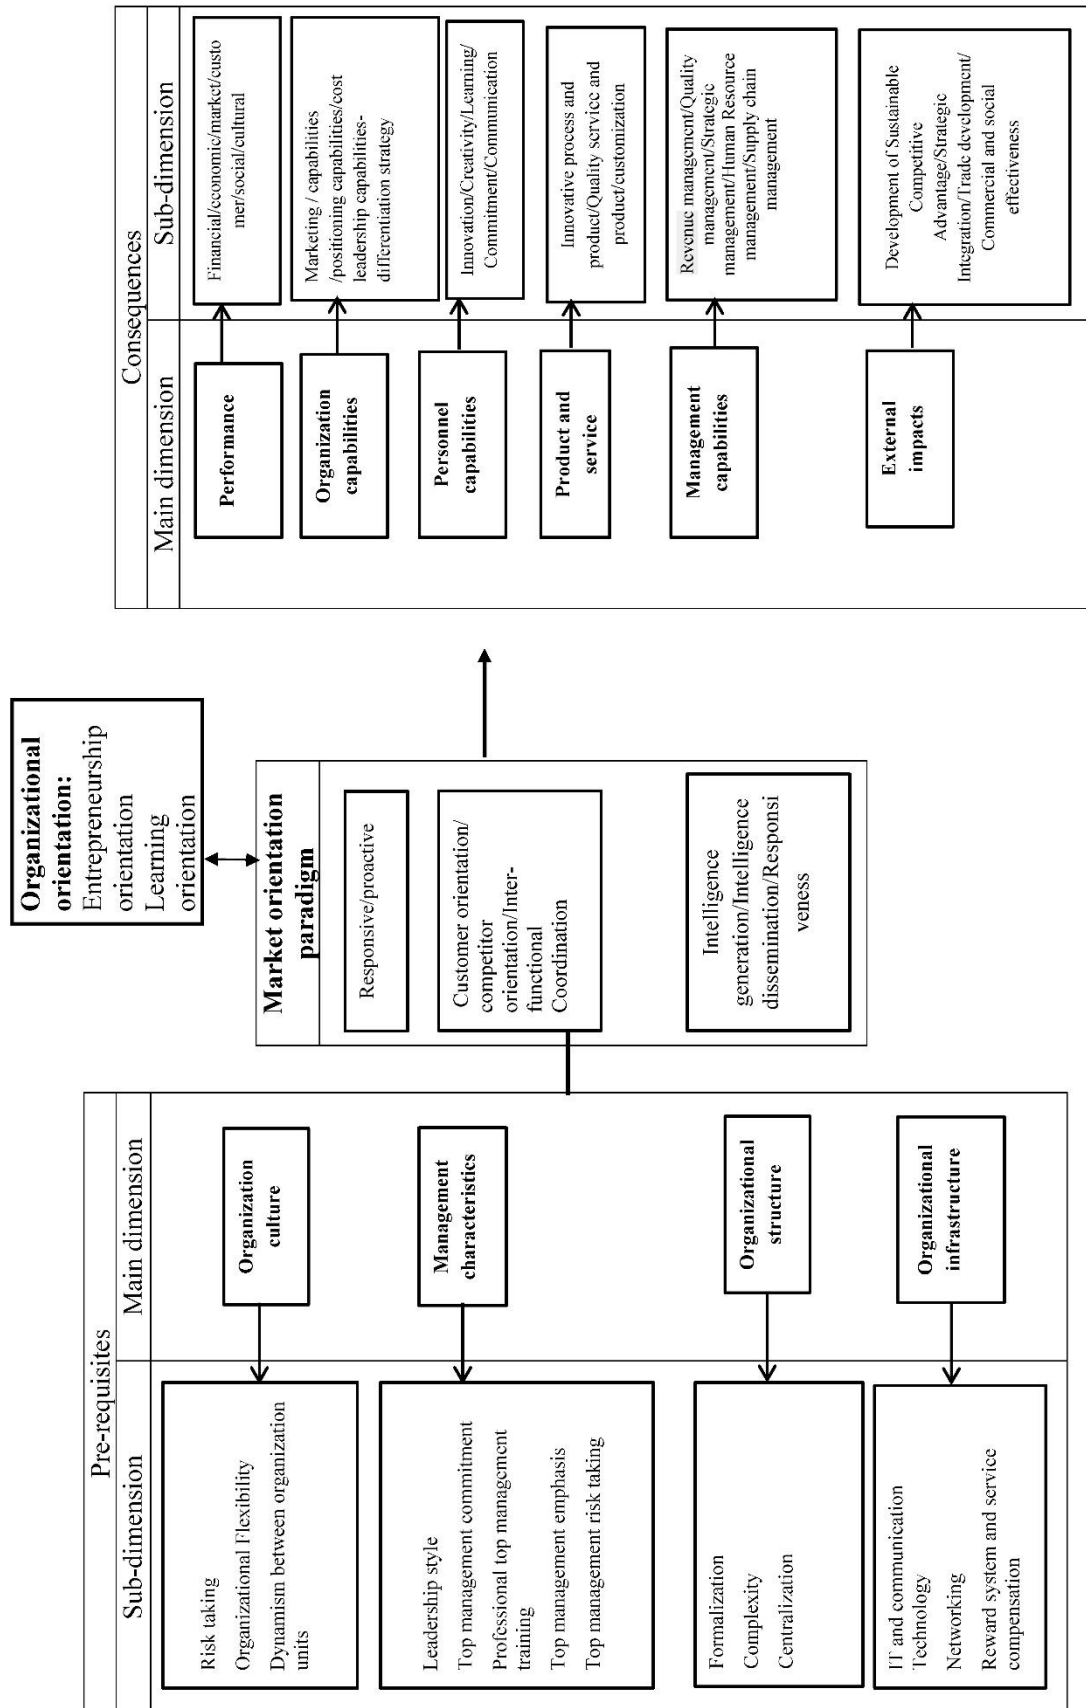 Pre-requisites
Sub-dimension
Main dimension
Risk taking
Organizational Flexibility
Dynamism between organization
units
Organization
culture
Leadership style
Top management commitment
Professional top management
training
Top management emphasis
Top management risk taking
Management
characteristics
Formalization
Complexity
Centralization
Organizational
structure
IT and communication
Technology
Networking
Reward system and service
compensation
Organizational
infrastructure
Organizational
orientation:
Entrepreneurship
orientation
Learning
orientation
Market orientation
paradigm
Responsive/proactive
Customer orientation/
competitor
orientation/Inter-
functional
Coordination
Intelligence
generation/Intelligence
dissemination/Responsi
veness
Consequences
Main dimension
Sub-dimension
Performance
Financial/economic/market/custo
mer/social/cultural
Organization
capabilities
Marketing / capabilities
/positioning capabilities/cost
leadership capabilities-
differentiation strategy
Personnel
capabilities
Innovation/Creativity/Learning/
Commitment/Communication
Product and
service
Innovative process and
product/Quality service and
product/customization
Management
capabilities
Revenue management/Quality
management/Strategic
management/Human Resource
management/Supply chain
management
External
impacts
Development of Sustainable
Competitive
Advantage/Strategic
Integration/Trade development/
Commercial and social
effectiveness